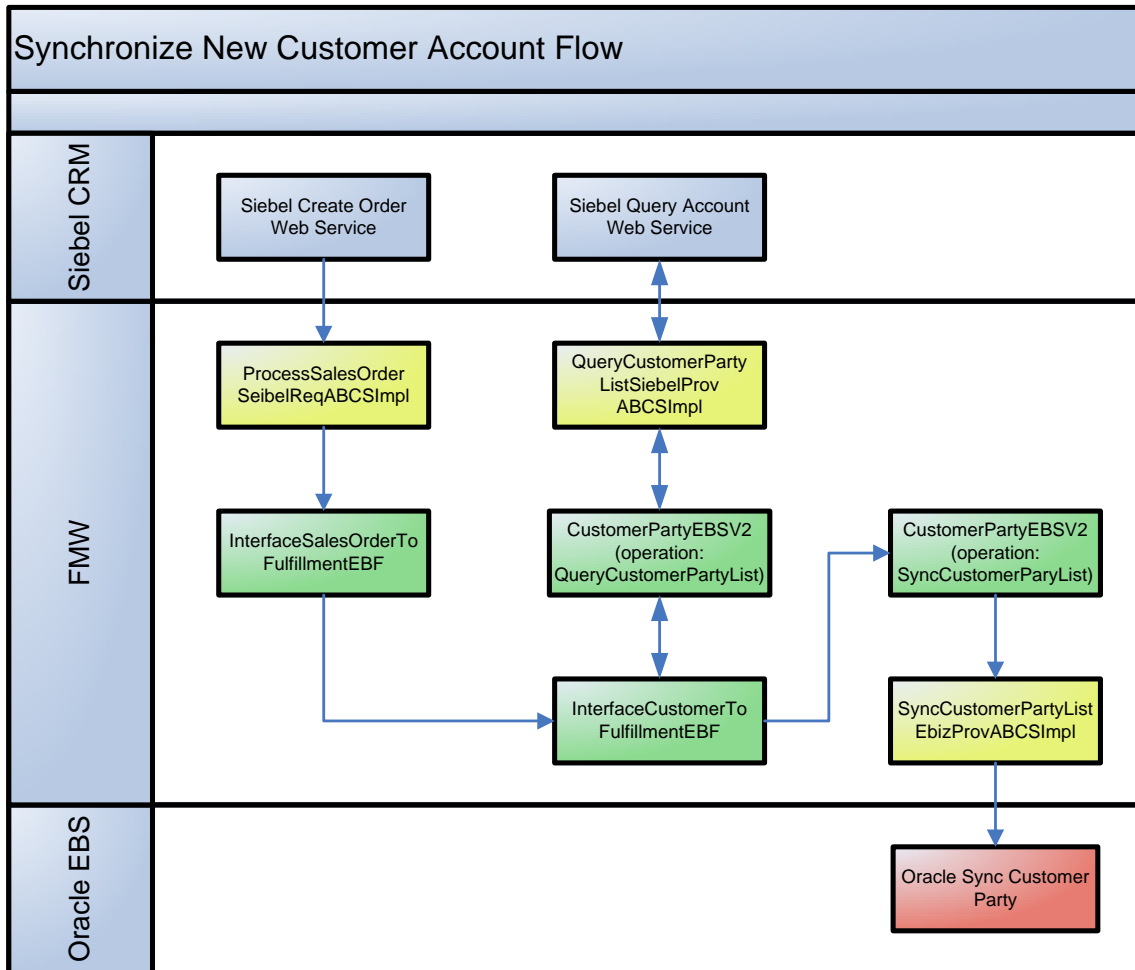 Synchronize New Customer Account Flow
Siebel CRM
Siebel Create Order
Web Service
Siebel Query Account
Web Service
FMW
ProcessSalesOrder
SeibelReqABCSImpl
QueryCustomerParty
ListSiebelProv
ABCSImpl
InterfaceSalesOrderTo
FulfillmentEBF
CustomerPartyEBSV2
(operation:
QueryCustomerPartyList)
CustomerPartyEBSV2
(operation:
SyncCustomerParyList)
InterfaceCustomerTo
FulfillmentEBF
SyncCustomerPartyList
EbizProvABCSImpl
Oracle EBS
Oracle Sync Customer
Party